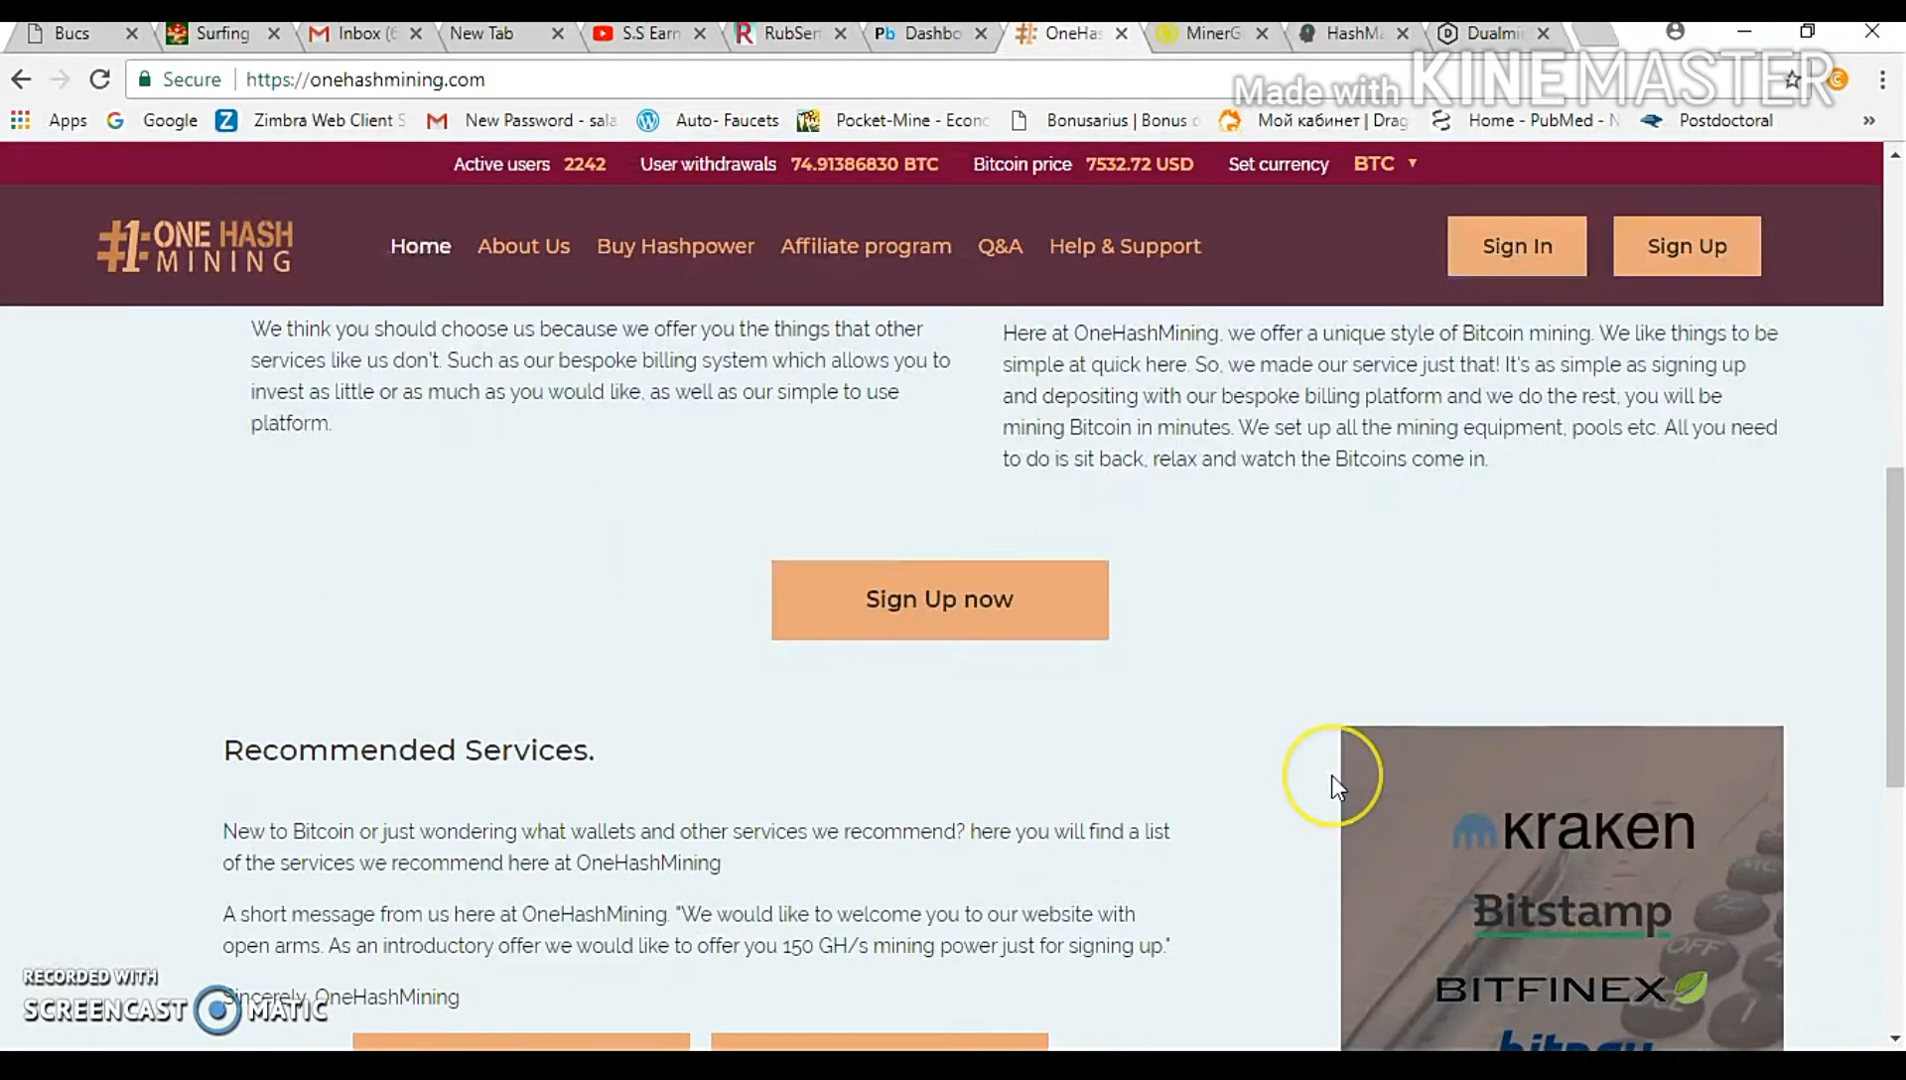 Bucs
Surfing
Inbox (6
New Tab
S.S Earn
RubSer
Dashbo
OneHas
MinerG
HashMa
Dualmi
Secure
https://onehashmining.com
Made with KINEMASTER
Apps
Google
Zimbra Web Client S
New Password - sala
Auto- Faucets
Pocket-Mine - Econo
Bonusarius | Bonus c
Мой кабинет | Drag
Home - PubMed - N
Postdoctoral
»
Active users 2242
User withdrawals 74.91386830 BTC
Bitcoin price 7532.72 USD
Set currency BTC
#1: ONE HASH
MINING
Home
About Us
Buy Hashpower
Affiliate program
Q&A
Help & Support
Sign In
Sign Up
We think you should choose us because we offer you the things that other
services like us don't. Such as our bespoke billing system which allows you to
invest as little or as much as you would like, as well as our simple to use
platform.
Here at OneHashMining, we offer a unique style of Bitcoin mining. We like things to be
simple at quick here. So, we made our service just that! It's as simple as signing up
and depositing with our bespoke billing platform and we do the rest, you will be
mining Bitcoin in minutes. We set up all the mining equipment, pools etc. All you need
to do is sit back, relax and watch the Bitcoins come in.
Sign Up now
Recommended Services.
New to Bitcoin or just wondering what wallets and other services we recommend? here you will find a list
of the services we recommend here at OneHashMining
A short message from us here at OneHashMining. "We would like to welcome you to our website with
open arms. As an introductory offer we would like to offer you 150 GH/s mining power just for signing up."
Sincerely, OneHashMining
kraken
Bitstamp
BITFINEX
bitpay
MC
OFF
RECORDED WITH
SCREENCAST MATIC